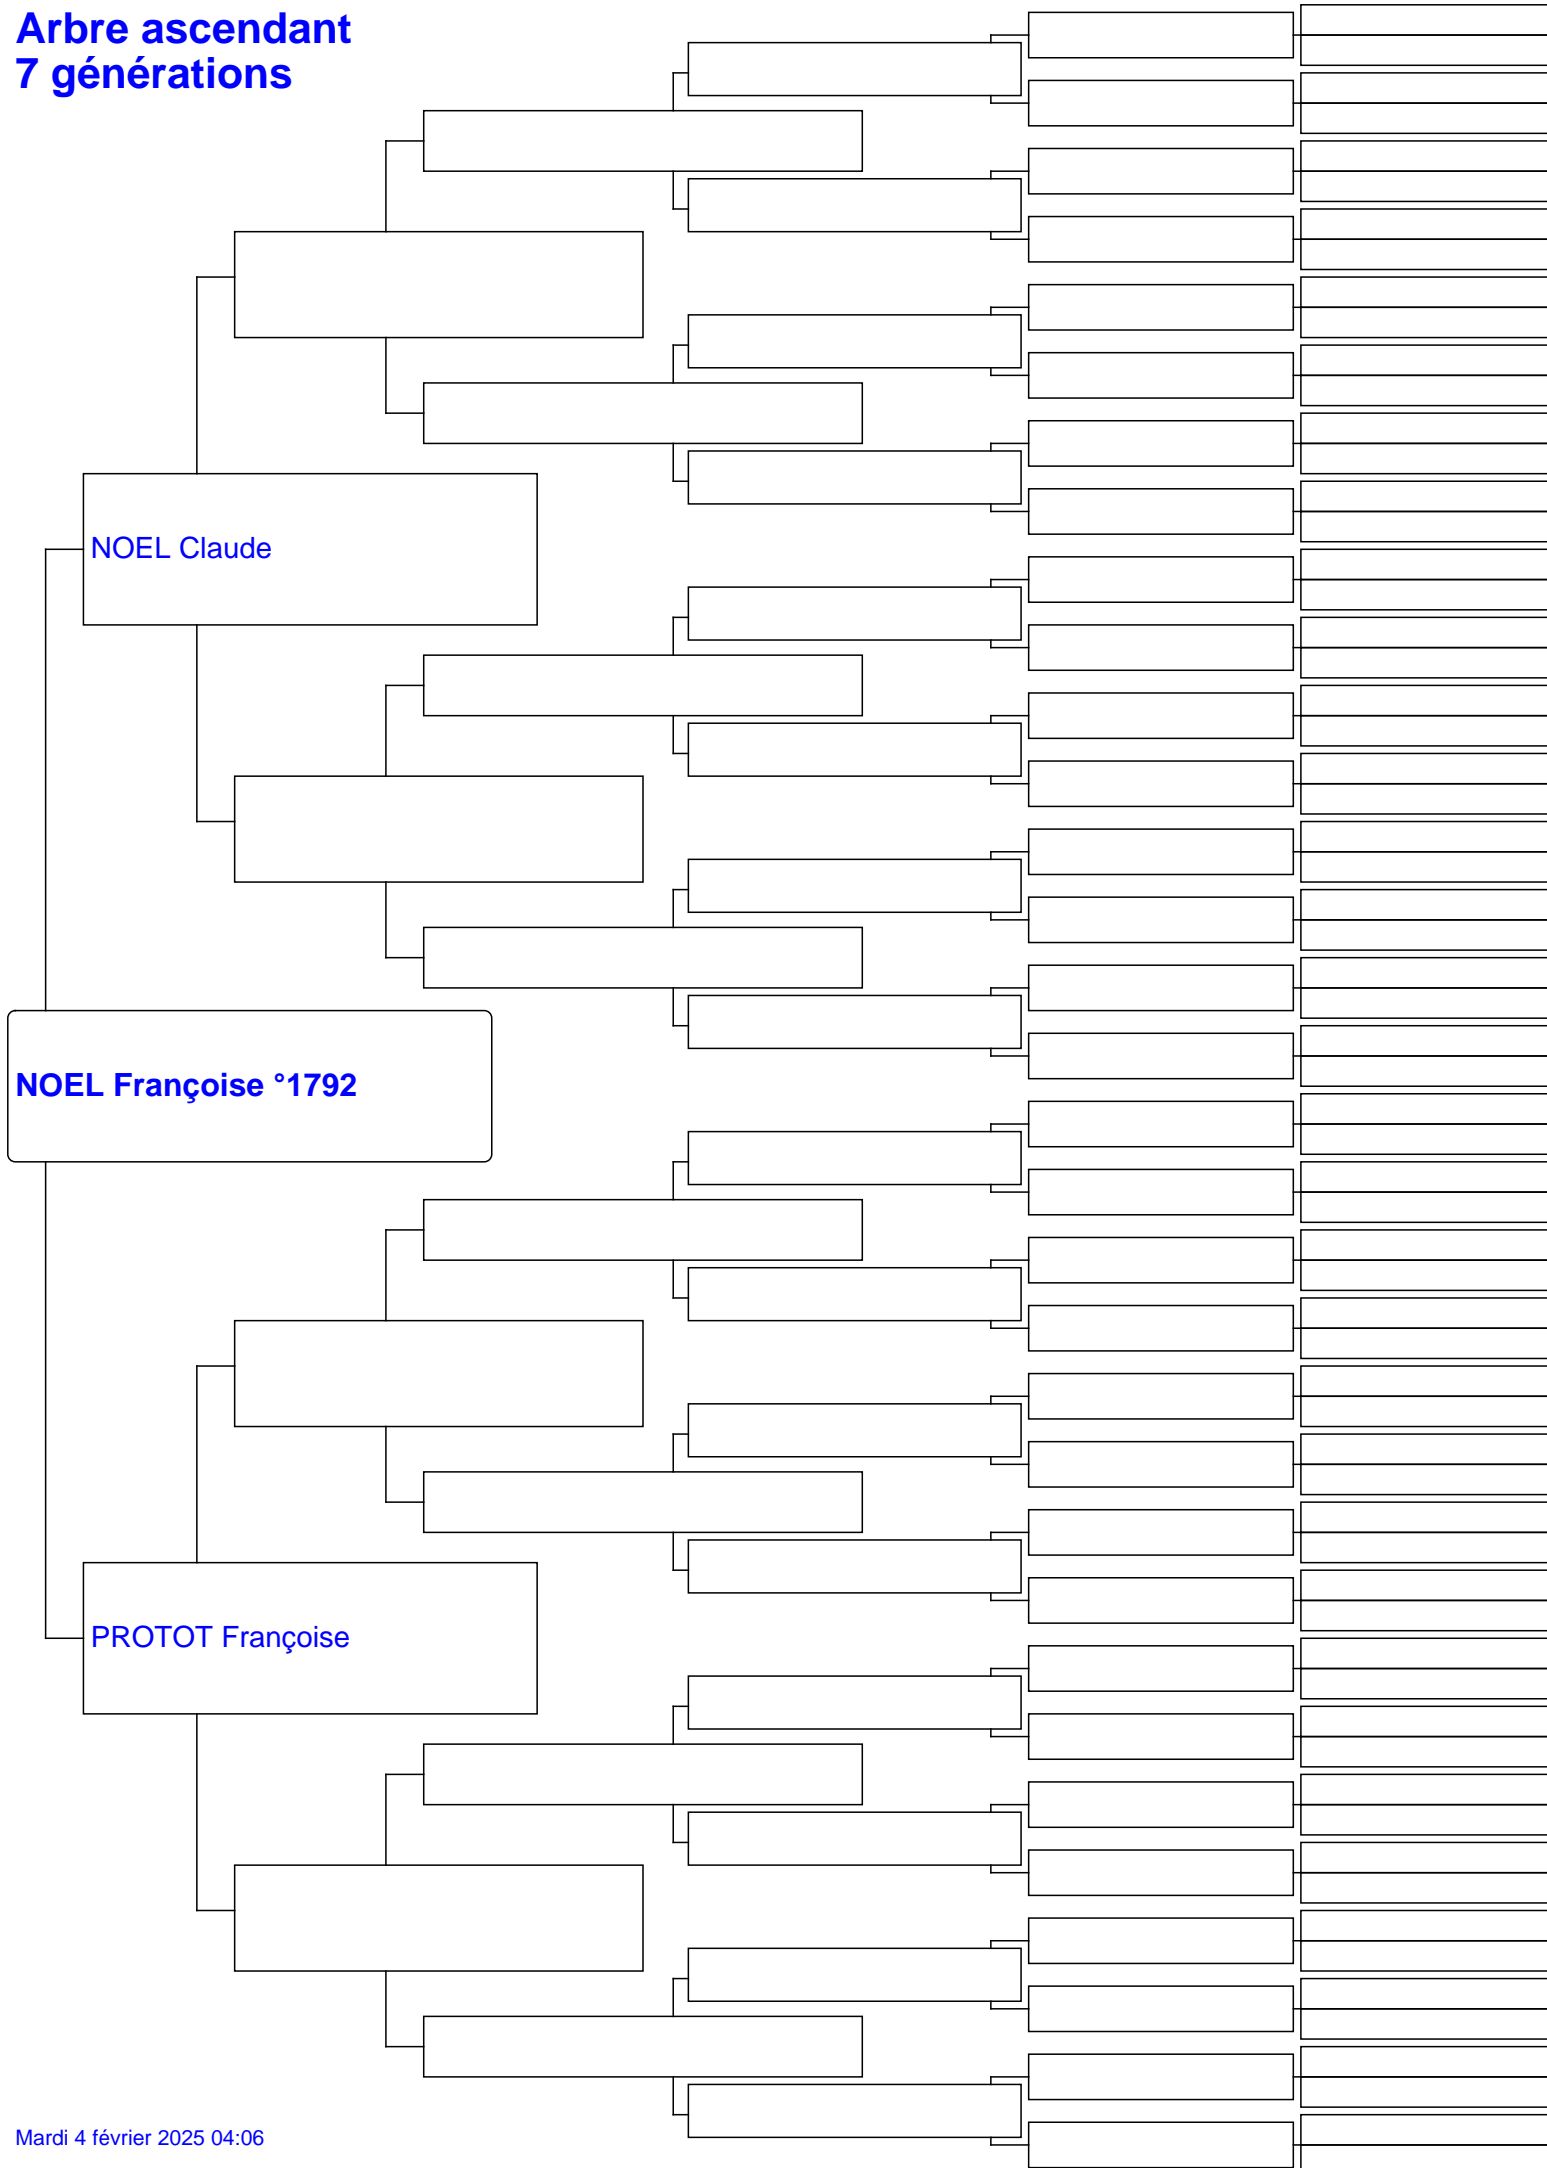 Arbre ascendant
7 générations
NOEL Claude
NOEL Françoise °1792
PROTOT Françoise
Mardi 4 février 2025 04:06